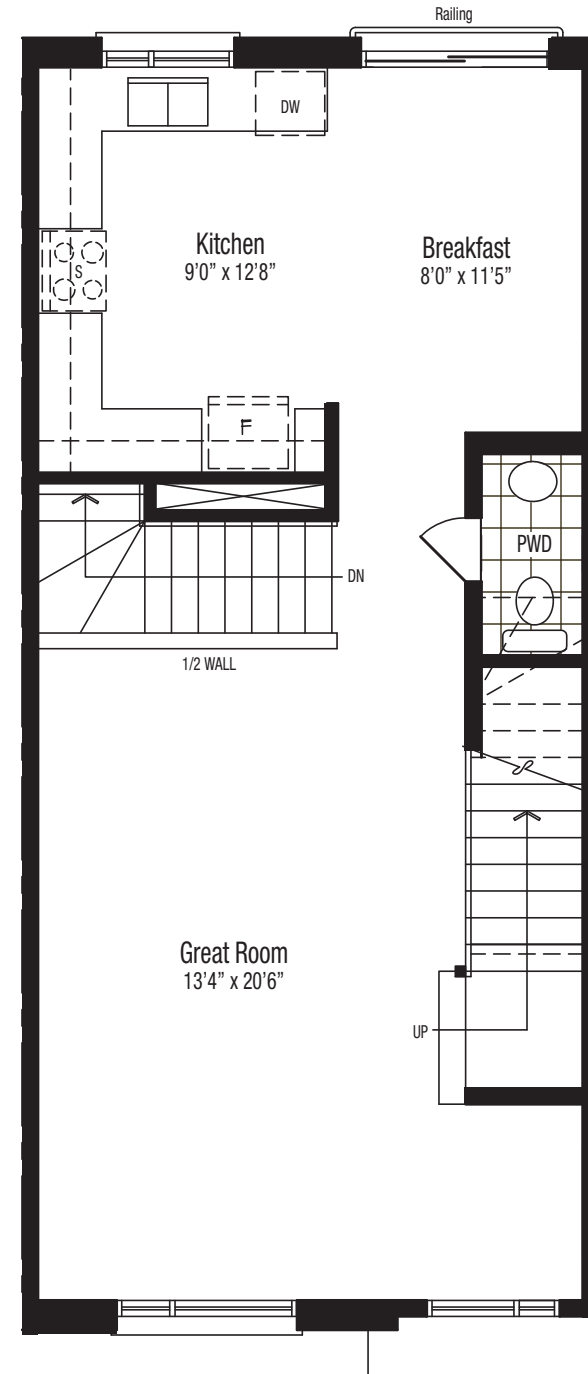 Railing
DW
Kitchen
9’0” x 12’8”
Breakfast
8’0” x 11’5”
S
F
PWD
DN
1/2 WALL
Great Room
13’4” x 20’6”
UP